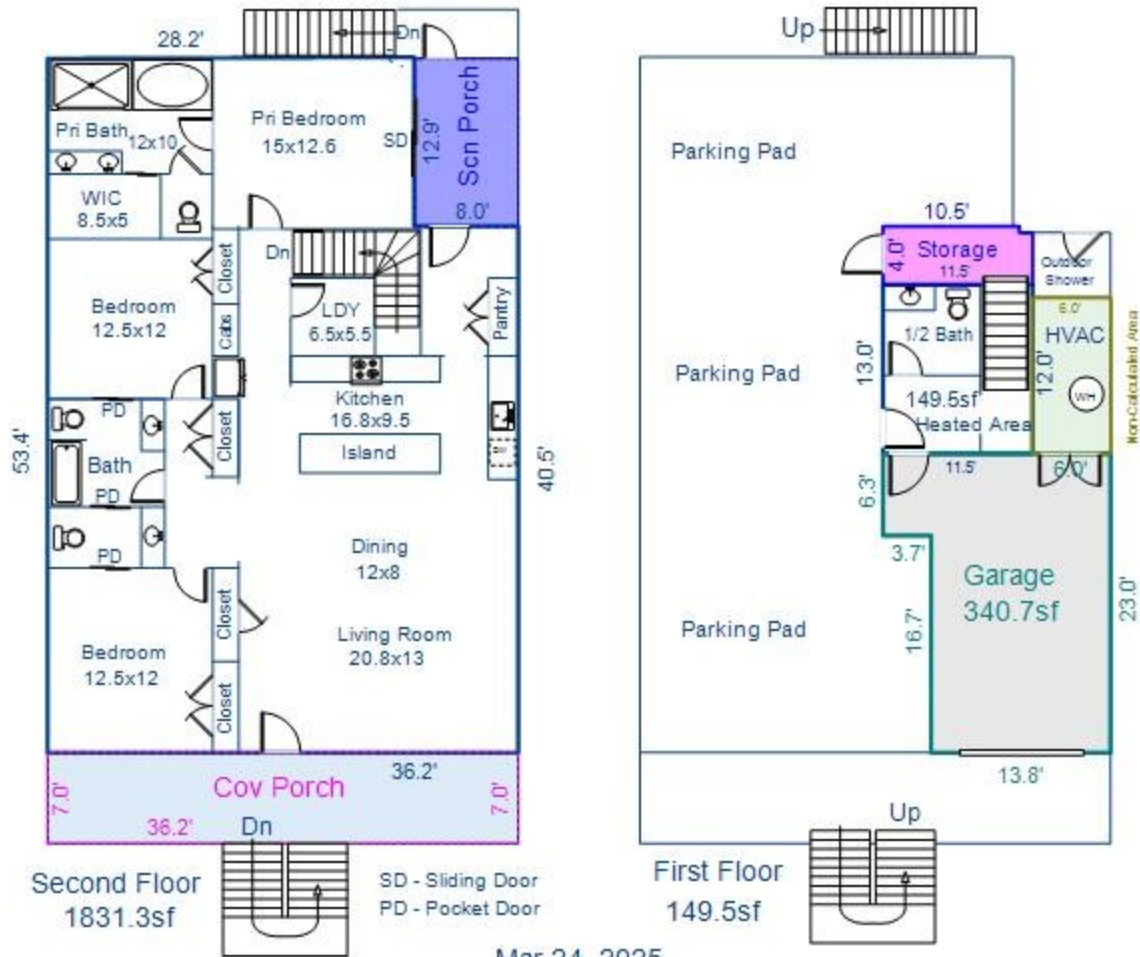 28.2'
Dn
Pri Bath
12x10
Pri Bedroom
15x12.6
SD
12.9'
Scn Porch
8.0'
WIC
8.5x5
Closet
Dn
Bedroom
12.5x12
Cabs
LDY
6.5x5.5
Pantry
Kitchen
16.8x9.5
Island
PD
Bath
PD
Closet
53.4'
40.5'
PD
Dining
12x8
Living Room
20.8x13
Closet
Bedroom
12.5x12
Closet
36.2'
7.0'
Cov Porch
7.0'
36.2'
Dn
Second Floor
1831.3sf
SD - Sliding Door
PD - Pocket Door
Up
Parking Pad
10.5'
4.0'
Storage
11.5'
Outdoor
Shower
6.0'
HVAC
1/2 Bath
13.0'
12.0'
WH
Non-Calculated Area
Parking Pad
149.5sf
Heated Area
11.5'
6.0'
6.3'
3.7'
Garage
340.7sf
23.0'
16.7'
Parking Pad
13.8'
Up
First Floor
149.5sf
Mar 24, 2025